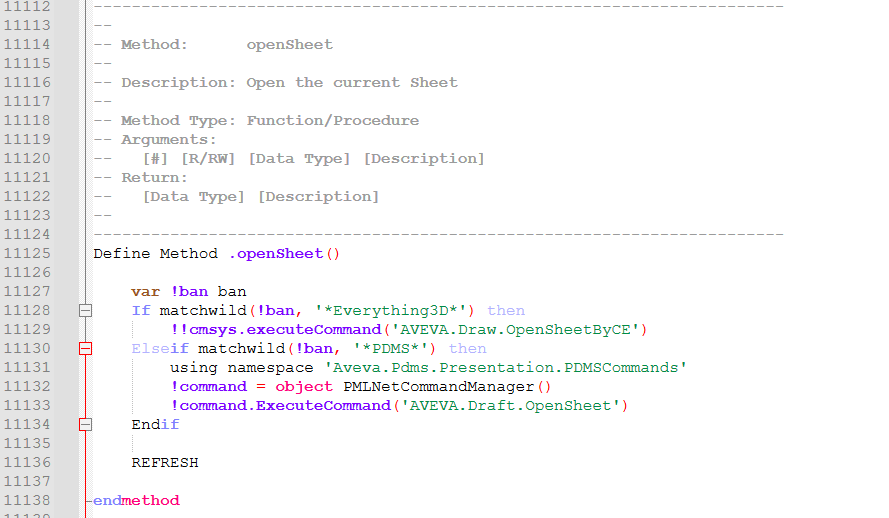 11112 ------------------------------------------------------------------------
11113 --
11114 -- Method:      openSheet
11115 --
11116 -- Description: Open the current Sheet
11117 --
11118 -- Method Type: Function/Procedure
11119 -- Arguments:
11120 --   [#] [R/RW] [Data Type] [Description]
11121 -- Return:
11122 --   [Data Type] [Description]
11123 --
11124 ------------------------------------------------------------------------
11125 Define Method .openSheet()
11126
11127     var !ban ban
11128     If matchwild(!ban, '*Everything3D*') then
11129         !!cmsys.executeCommand('AVEVA.Draw.OpenSheetByCE')
11130     Elseif matchwild(!ban, '*PDMS*') then
11131         using namespace 'Aveva.Pdms.Presentation.PDMSCommands'
11132         !command = object PMLNetCommandManager()
11133         !command.ExecuteCommand('AVEVA.Draft.OpenSheet')
11134     Endif
11135
11136     REFRESH
11137
11138 endmethod
11139